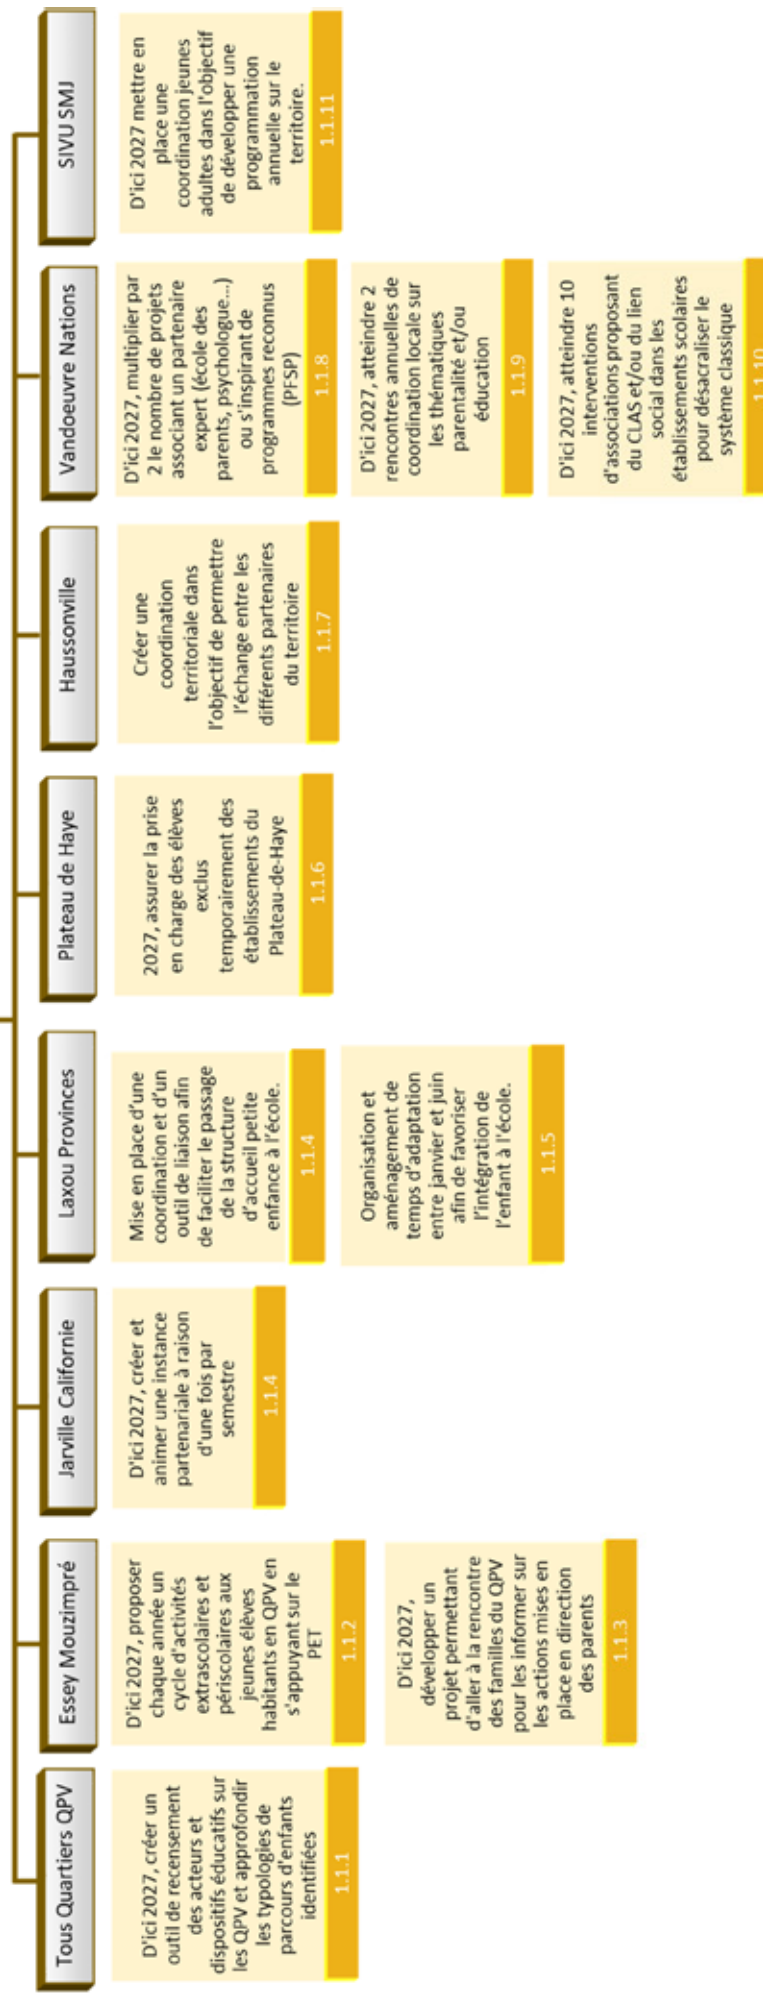 Tous Quartiers QPV
D'ici 2027, créer un
outil de recensement
des acteurs et
dispositifs éducatifs sur
les QPV et approfondir
les typologies de
parcours d'enfants
identifiées
1.1.1
Essey Mouzimpré
D'ici 2027, proposer
chaque année un
cycle d'activités
extrascolaires et
périscolaires aux
jeunes élèves
habitants en QPV en
s'appuyant sur le
PET
1.1.2
D'ici 2027,
développer un
projet permettant
d'aller à la rencontre
des familles du QPV
pour les informer sur
les actions mises en
place en direction
des parents
1.1.3
Jarville Californie
D'ici 2027, créer et
animer une instance
partenariale à raison
d'une fois par
semestre
1.1.4
Laxou Provinces
Mise en place d'une
coordination et d'un
outil de liaison afin
de faciliter le passage
de la structure
d'accueil petite
enfance à l'école.
1.1.4
Organisation et
aménagement de
temps d'adaptation
entre janvier et juin
afin de favoriser
l'intégration de
l'enfant à l'école.
1.1.5
Plateau de Haye
2027, assurer la prise
en charge des élèves
exclus
temporairement des
établissements du
Plateau-de-Haye
1.1.6
Haussonville
Créer une
coordination
territoriale dans
l'objectif de permettre
l'échange entre les
différents partenaires
du territoire
1.1.7
Vandoeuvre Nations
D'ici 2027, multiplier par
2 le nombre de projets
associant un partenaire
expert (école des
parents, psychologue...)
ou s'inspirant de
programmes reconnus
(PFSP)
1.1.8
D'ici 2027, atteindre 2
rencontres annuelles de
coordination locale sur
les thématiques
parentalité et/ou
éducation
1.1.9
D'ici 2027, atteindre 10
interventions
d'associations proposant
du CLAS et/ou du lien
social dans les
établissements scolaires
pour désacraliser le
système classique
1.1.10
SIVU SMJ
D'ici 2027 mettre en
place une
coordination jeunes
adultes dans l'objectif
de développer une
programmation
annuelle sur le
territoire.
1.1.11